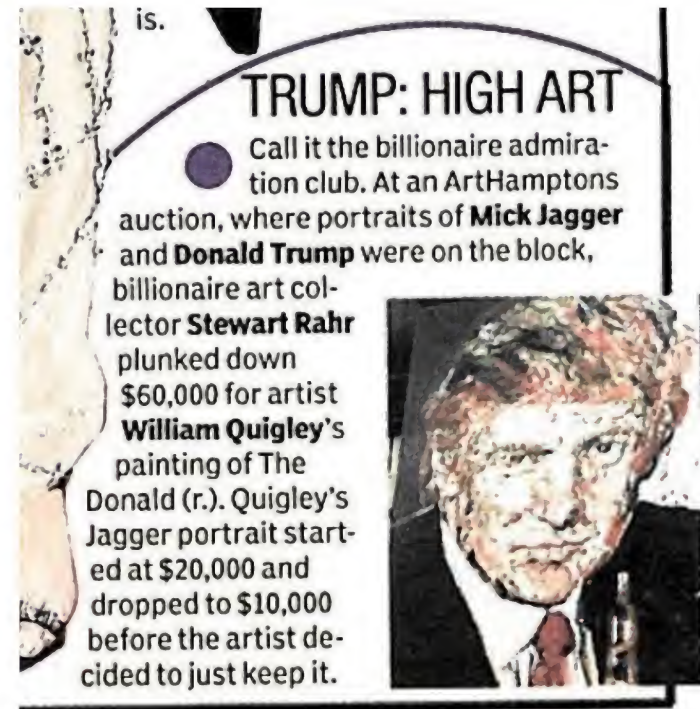 is.
TRUMP: HIGH ART
Call it the billionaire admira-
tion club. At an ArtHamptons
auction, where portraits of Mick Jagger
and Donald Trump were on the block,
billionaire art col-
lector Stewart Rahr
plunked down
$60,000 for artist
William Quigley's
painting of The
Donald (r.). Quigley's
Jagger portrait start-
ed at $20,000 and
dropped to $10,000
before the artist de-
cided to just keep it.